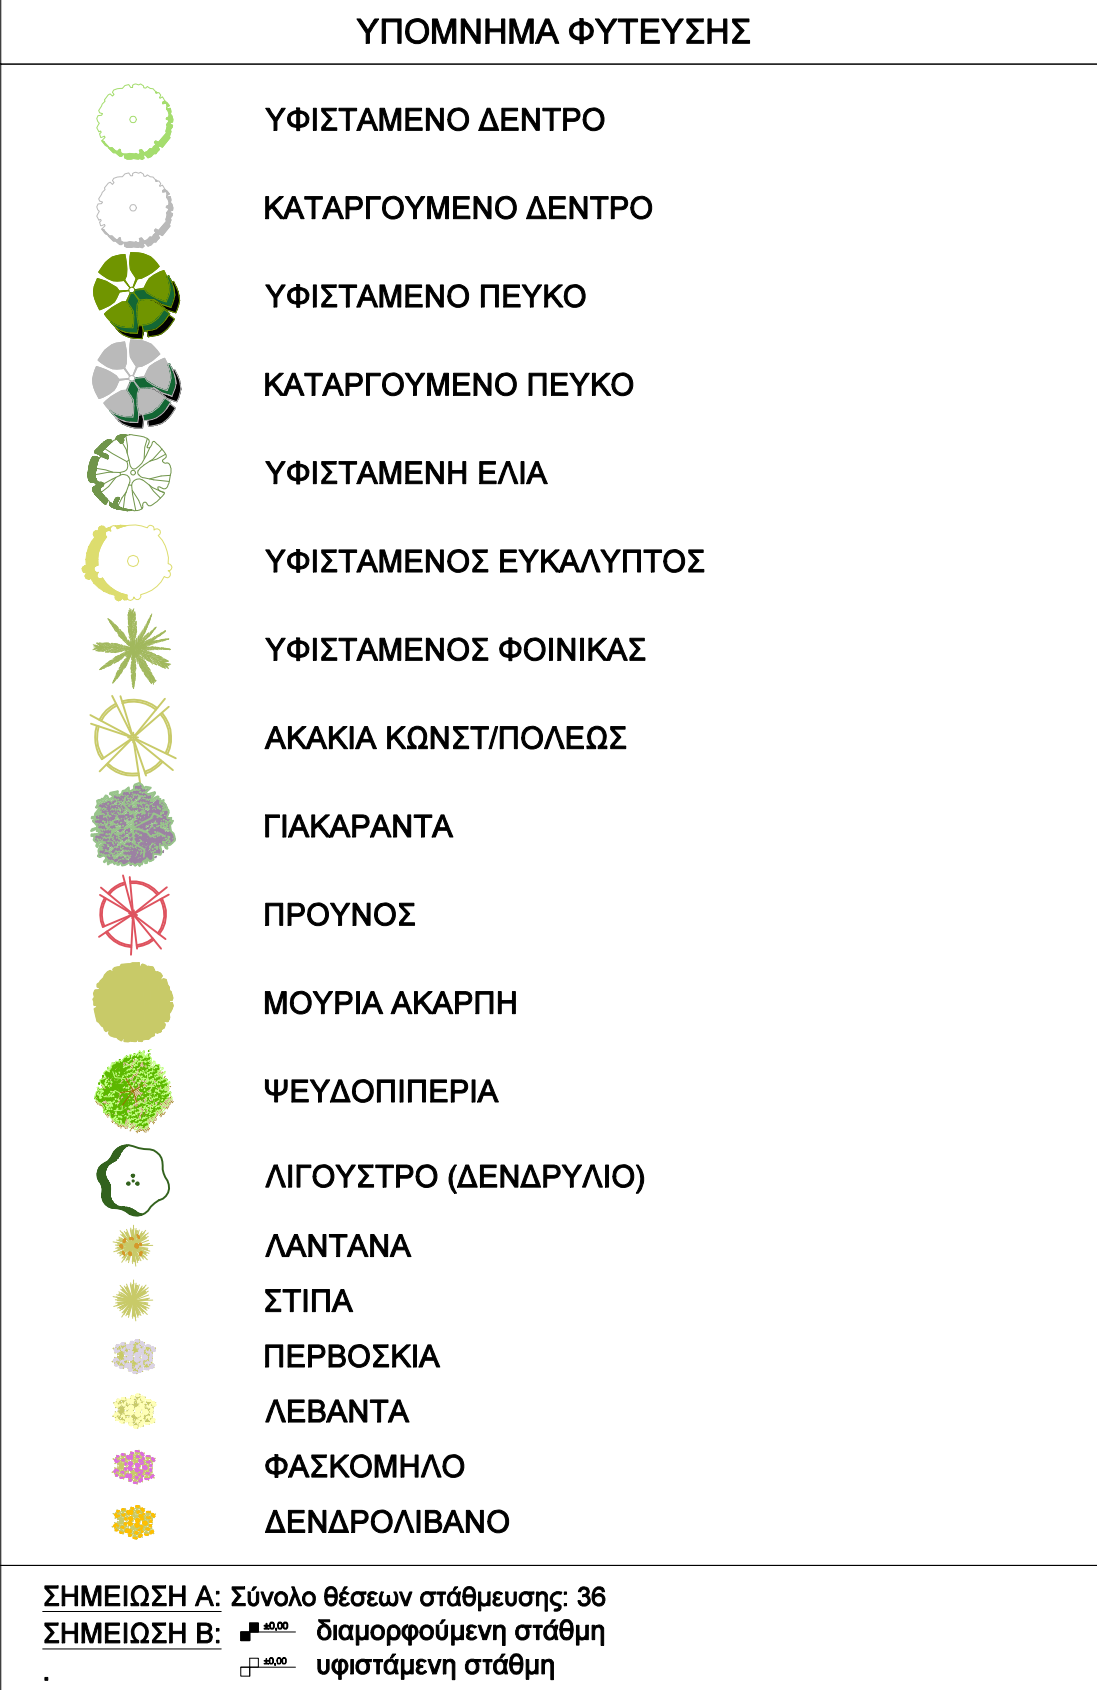 ΥΠΟΜΝΗΜΑ ΦΥΤΕΥΣΗΣ
ΥΦΙΣΤΑΜΕΝΟ ΔΕΝΤΡΟ
ΚΑΤΑΡΓΟΥΜΕΝΟ ΔΕΝΤΡΟ
ΥΦΙΣΤΑΜΕΝΟ ΠΕΥΚΟ
ΚΑΤΑΡΓΟΥΜΕΝΟ ΠΕΥΚΟ
ΥΦΙΣΤΑΜΕΝΗ ΕΛΙΑ
ΥΦΙΣΤΑΜΕΝΟΣ ΕΥΚΑΛΥΠΤΟΣ
ΥΦΙΣΤΑΜΕΝΟΣ ΦΟΙΝΙΚΑΣ
ΑΚΑΚΙΑ ΚΩΝΣΤ/ΠΟΛΕΩΣ
ΓΙΑΚΑΡΑΝΤΑ
ΠΡΟΥΝΟΣ
ΜΟΥΡΙΑ ΑΚΑΡΠΗ
ΨΕΥΔΟΠΙΠΕΡΙΑ
ΛΙΓΟΥΣΤΡΟ (ΔΕΝΔΡΥΛΙΟ)
ΛΑΝΤΑΝΑ
ΣΤΙΠΑ
ΠΕΡΒΟΣΚΙΑ
ΛΕΒΑΝΤΑ
ΦΑΣΚΟΜΗΛΟ
ΔΕΝΔΡΟΛΙΒΑΝΟ
ΣΗΜΕΙΩΣΗ Α: Σύνολο θέσεων στάθμευσης: 36
ΣΗΜΕΙΩΣΗ Β: ±0,00 διαμορφούμενη στάθμη
. ±0,00 υφιστάμενη στάθμη